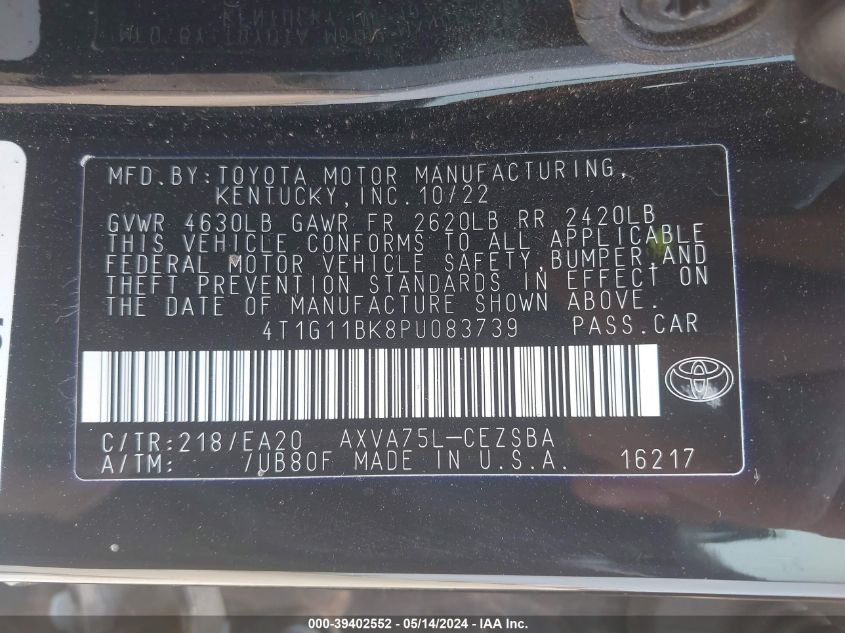 MFD.BY:TOYOTA MOTOR MANUFACTURING,
KENTUCKY,INC.10/22
GVWR 4630LB GAWR FR 2620LB RR 2420LB
THIS VEHICLE CONFORMS TO ALL APPLICABLE
FEDERAL MOTOR VEHICLE SAFETY,BUMPER,AND
THEFT PREVENTION STANDARDS IN EFFECT ON
THE DATE OF MANUFACTURE SHOWN ABOVE.
4T1G11BK8PU083739 PASS.CAR
C/TR:218/EA20 AXVA75L-CEZSBA
A/TM: /UB80F MADE IN U.S.A. 16217
000-39402552 - 05/14/2024 - IAA Inc.